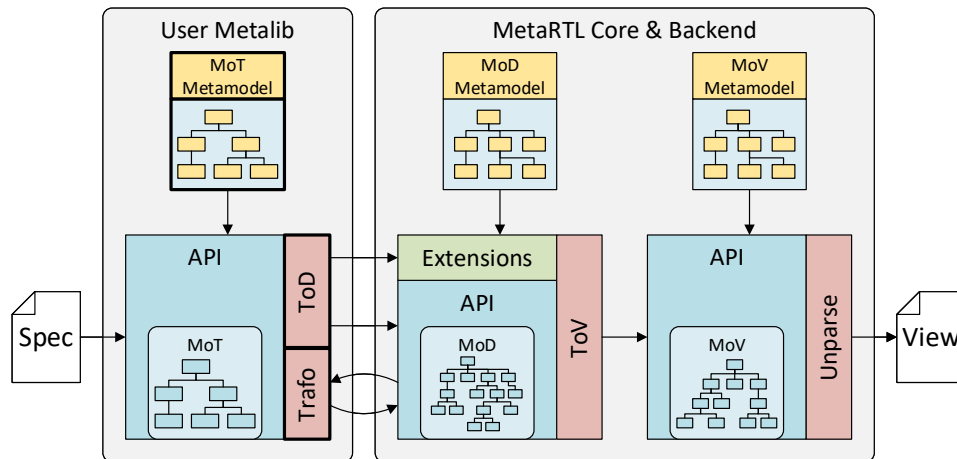 User Metalib
MetaRTL Core & Backend
MoT
Metamodel
MoD
Metamodel
MoV
Metamodel
Spec
API
MoT
ToD
Trafo
Extensions
API
MoD
ToV
API
MoV
Unparse
View